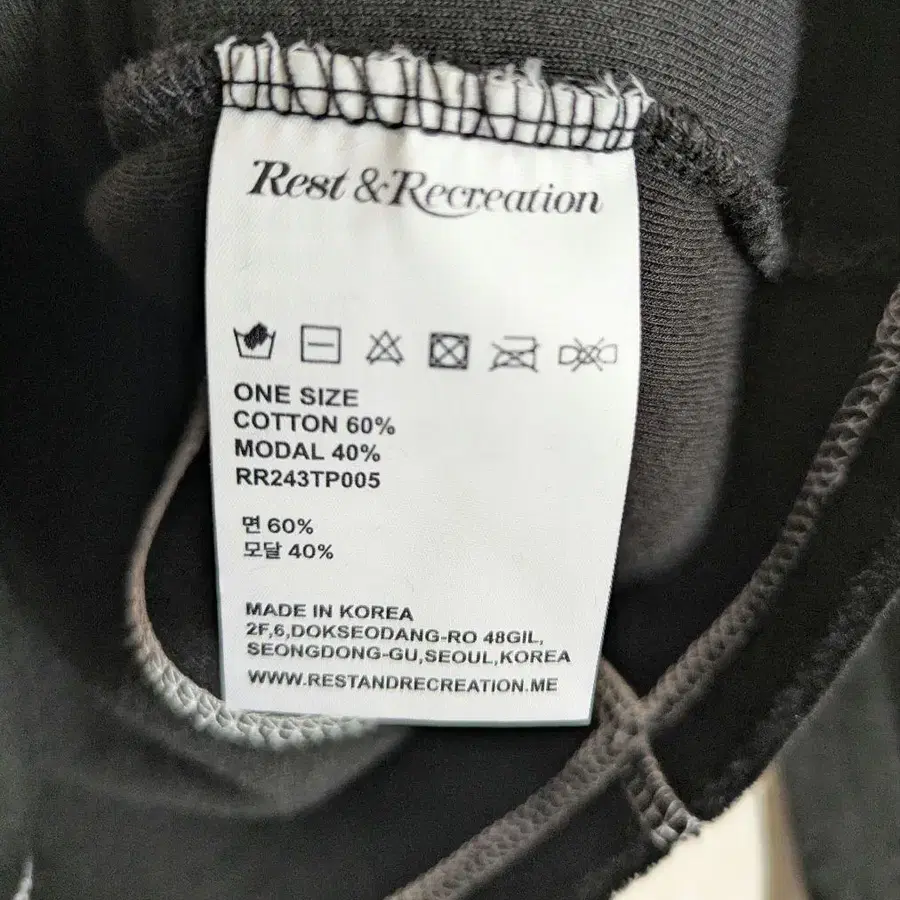 Rest & Recreation
ONE SIZE
COTTON 60%
MODAL 40%
RR243TP005
면 60%
모달 40%
MADE IN KOREA
2F,6,DOKSEODANG-RO 48GIL,
SEONGDONG-GU,SEOUL,KOREA
WWW.RESTANDRECREATION.ME